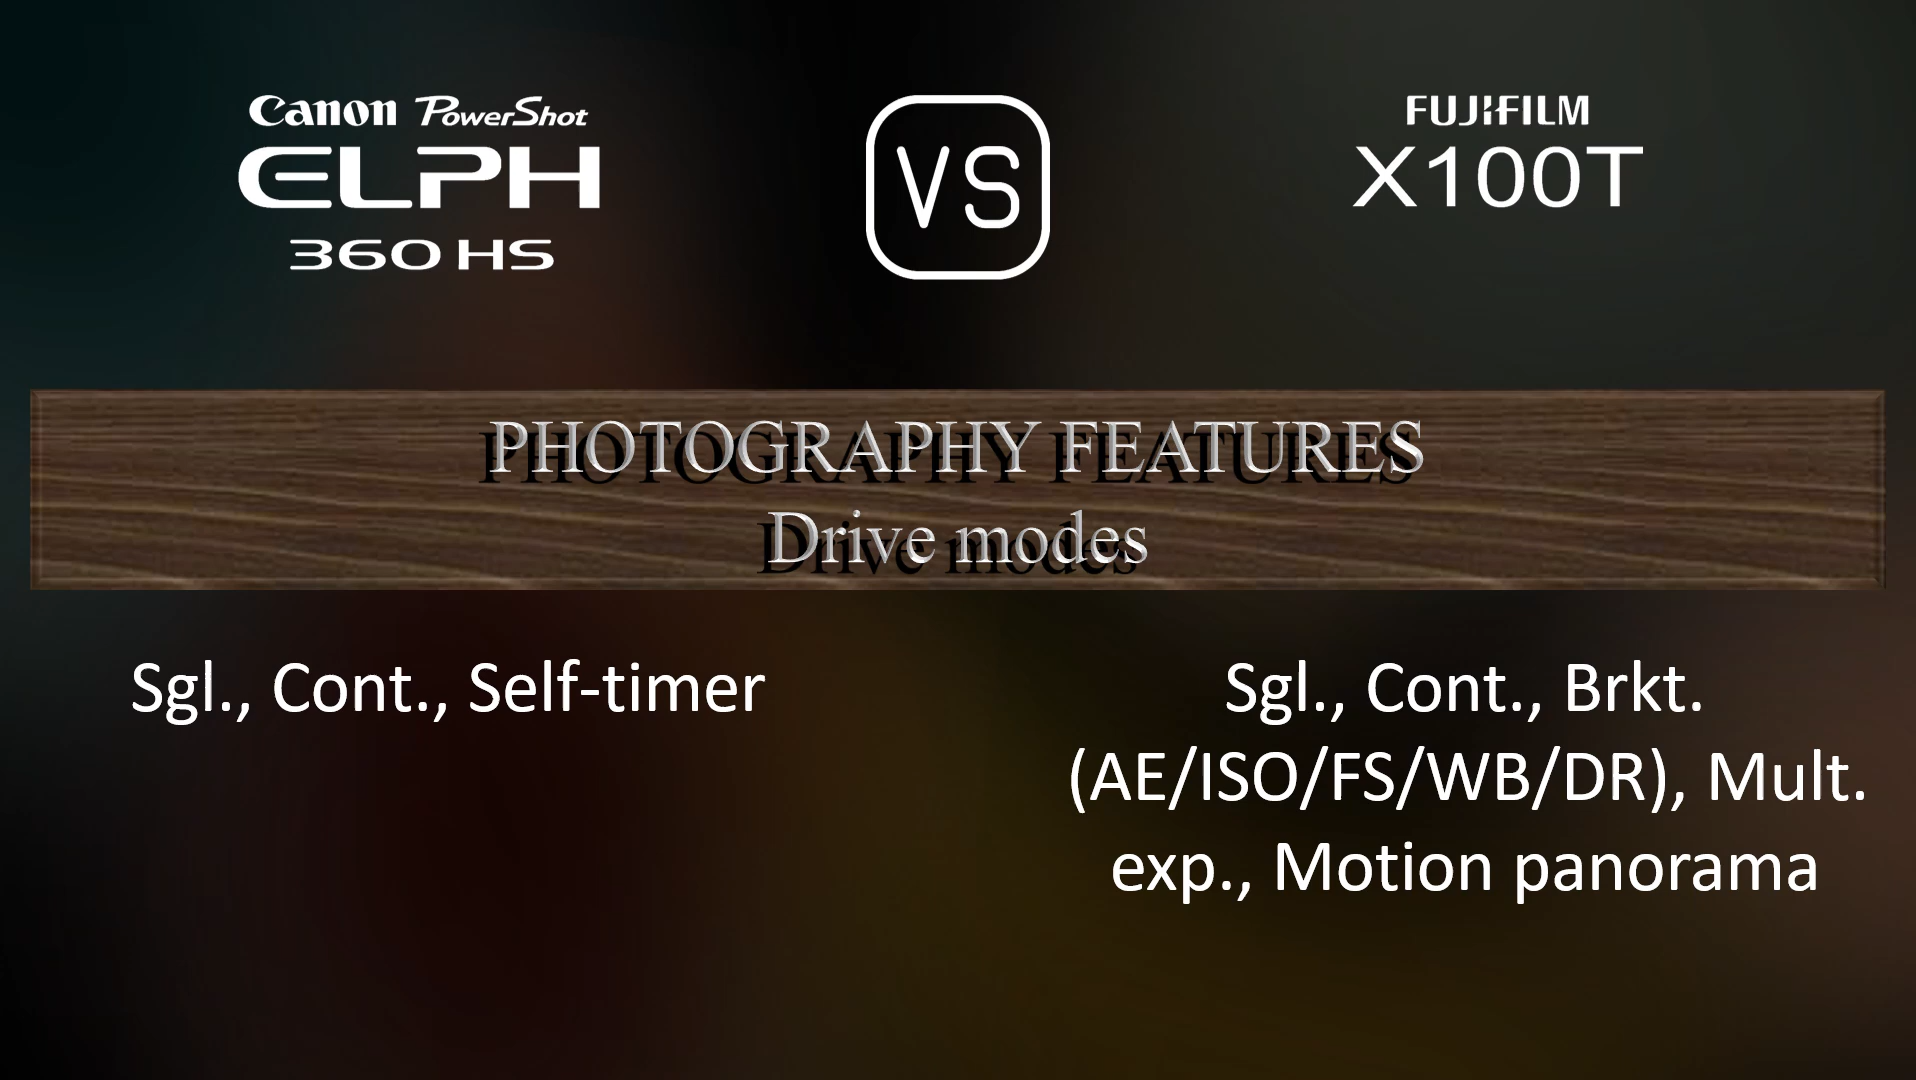 Canon PowerShot
ELPH
360 HS
VS
FUJIFILM
X100T
PHOTOGRAPHY FEATURES
Drive modes
Sgl., Cont., Self-timer
Sgl., Cont., Brkt.
(AE/ISO/FS/WB/DR), Mult.
exp., Motion panorama